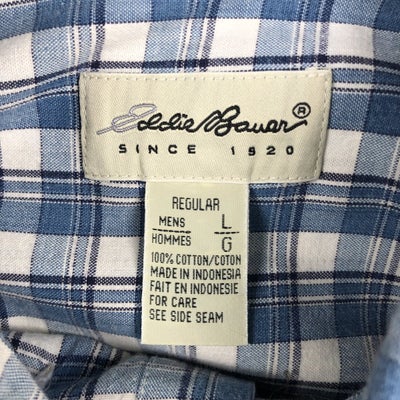 Eddie Bauer®
SINCE 1920
REGULAR
MENS L
HOMMES G
100% COTTON/COTON
MADE IN INDONESIA
FAIT EN INDONESIE
FOR CARE
SEE SIDE SEAM